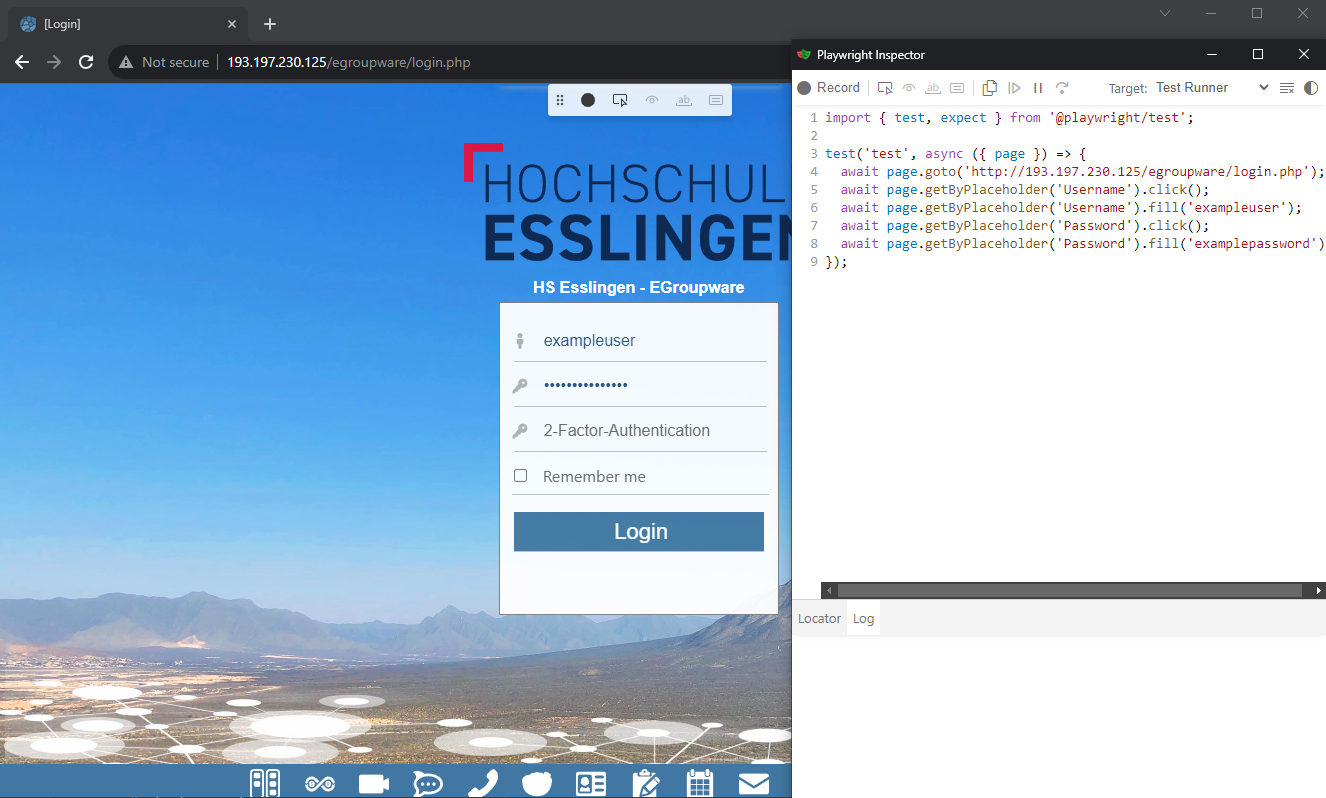 [Login]
Not secure
193.197.230.125/egroupware/login.php
ab
HOCHSCHUL
ESSLINGEN
HS Esslingen - EGroupware
exampleuser
•••••••••••••••
2-Factor-Authentication
Remember me
Login
Playwright Inspector
Record
ab
Target: Test Runner
1 import { test, expect } from '@playwright/test';
2
3 test('test', async ({ page }) => {
4 await page.goto('http://193.197.230.125/egroupware/login.php');
5 await page.getByPlaceholder('Username').click();
6 await page.getByPlaceholder('Username').fill('exampleuser');
7 await page.getByPlaceholder('Password').click();
8 await page.getByPlaceholder('Password').fill('examplepassword')
9 });
Locator
Log